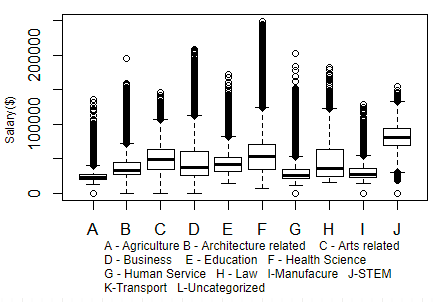 200000
100000
0
Salary($)
A B C D E F G H I J
A - Agriculture B - Architecture related C - Arts related
D - Business E - Education F - Health Science
G - Human Service H - Law I-Manufacure J-STEM
K-Transport L-Uncategorized